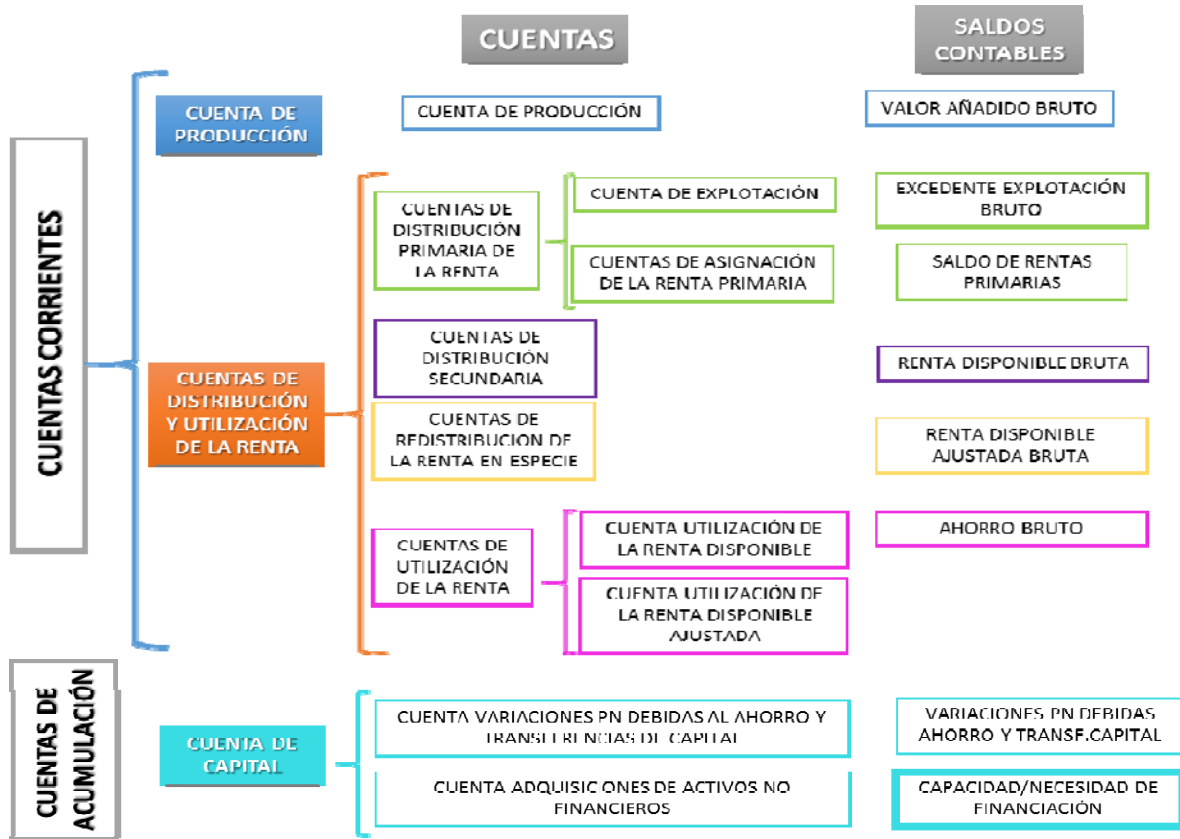 CUENTAS
SALDOS
CONTABLES
CUENTAS CORRIENTES
CUENTA DE
PRODUCCIÓN
CUENTA DE PRODUCCIÓN
VALOR AÑADIDO BRUTO
CUENTAS DE
DISTRIBUCIÓN
Y UTILIZACIÓN
DE LA RENTA
CUENTAS DE
DISTRIBUCIÓN
PRIMARIA DE
LA RENTA
CUENTA DE EXPLOTACIÓN
EXCEDENTE EXPLOTACIÓN
BRUTO
CUENTAS DE ASIGNACIÓN
DE LA RENTA PRIMARIA
SALDO DE RENTAS
PRIMARIAS
CUENTAS DE
DISTRIBUCIÓN
SECUNDARIA
RENTA DISPONIBLE BRUTA
CUENTAS DE
REDISTRIBUCION DE
LA RENTA EN ESPECIE
RENTA DISPONIBLE
AJUSTADA BRUTA
CUENTAS DE
UTILIZACIÓN
DE LA RENTA
CUENTA UTILIZACIÓN DE
LA RENTA DISPONIBLE
AHORRO BRUTO
CUENTA UTILIZACIÓN DE
LA RENTA DISPONIBLE
AJUSTADA
CUENTAS DE
ACUMULACIÓN
CUENTA DE
CAPITAL
CUENTA VARIACIONES PN DEBIDAS AL AHORRO Y
TRANSFERENCIAS DE CAPITAL
VARIACIONES PN DEBIDAS
AHORRO Y TRANSF.CAPITAL
CUENTA ADQUISICIONES DE ACTIVOS NO
FINANCIEROS
CAPACIDAD/NECESIDAD DE
FINANCIACIÓN